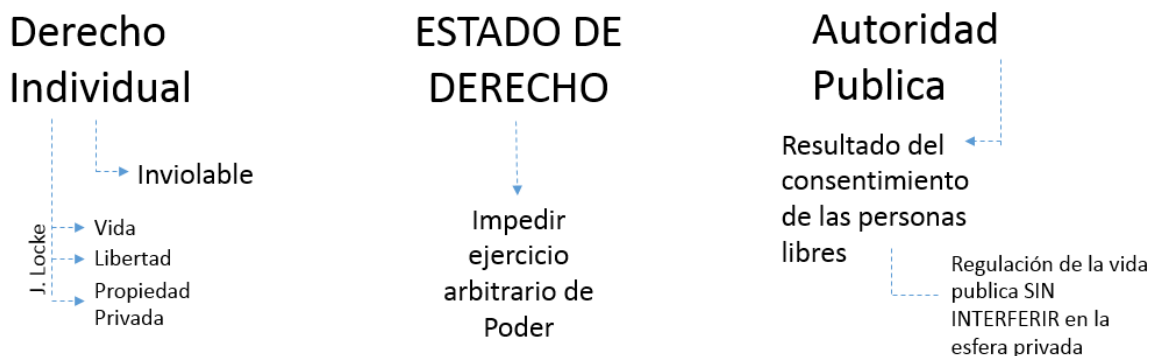 Derecho
Individual
Inviolable
J. Locke
Vida
Libertad
Propiedad
Privada
ESTADO DE
DERECHO
Impedir
ejercicio
arbitrario de
Poder
Autoridad
Publica
Resultado del
consentimiento
de las personas
libres
Regulación de la vida
publica SIN
INTERFERIR en la
esfera privada